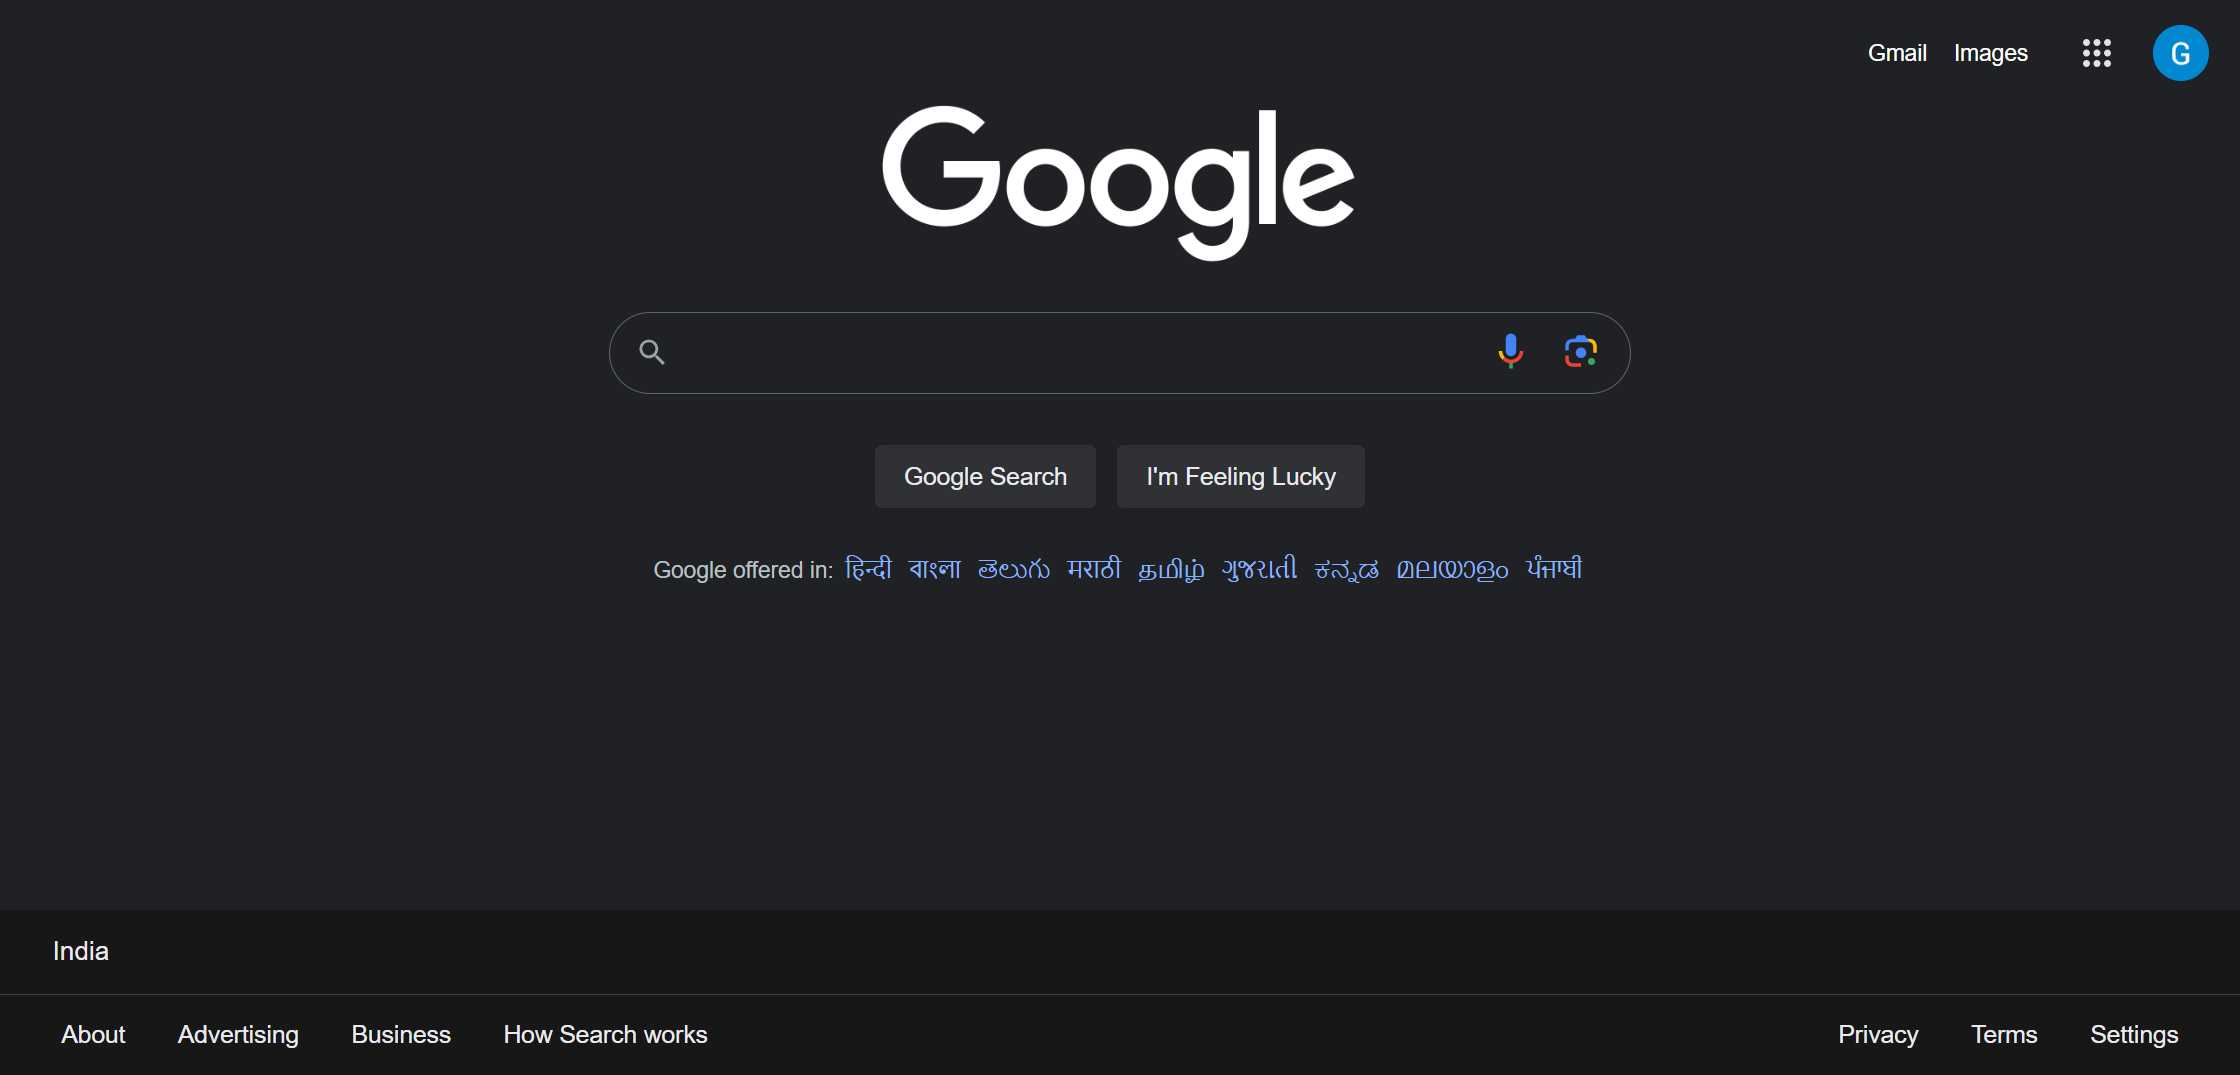 Gmail Images G
Google
Google Search I'm Feeling Lucky
Google offered in: हिन्दी বাংলা తెలుగు मराठी தமிழ் ગુજરાતી ಕನ್ನಡ മലയാളം ਪੰਜਾਬੀ
India
About Advertising Business How Search works Privacy Terms Settings